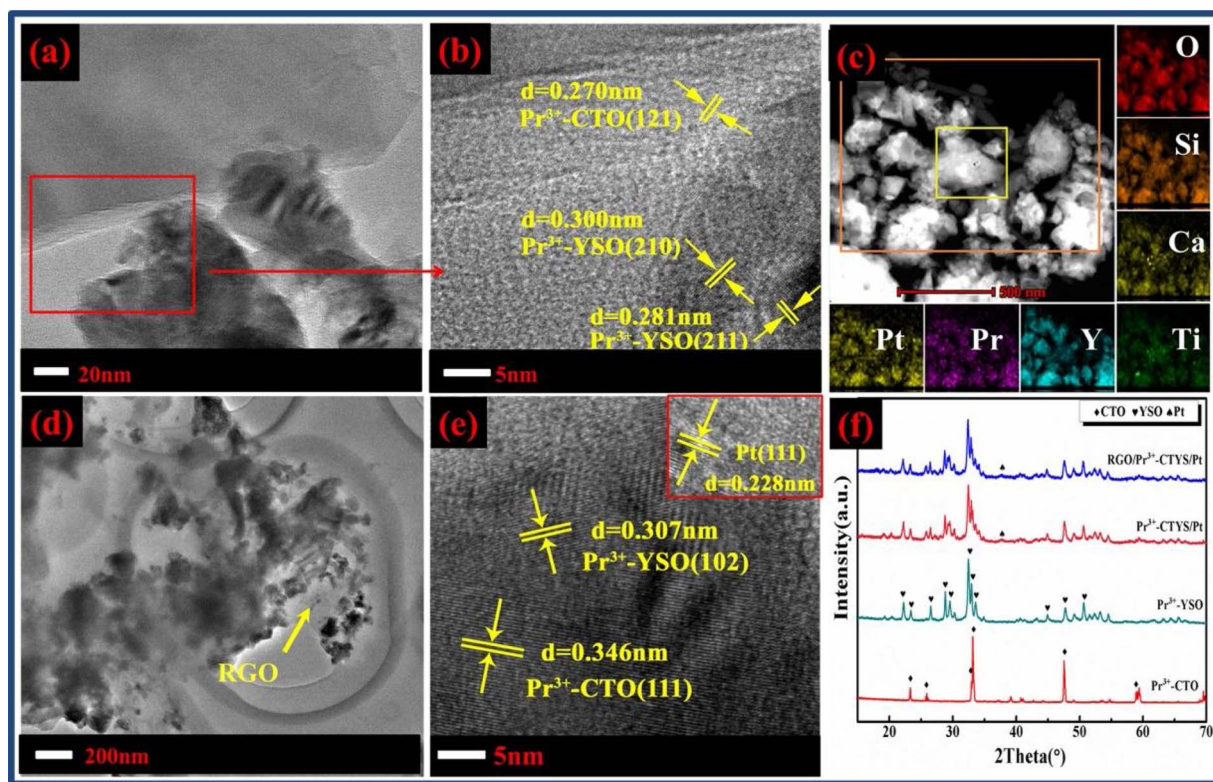 (a)
20nm
(b)
d=0.270nm
Pr³⁺-CTO(121)
d=0.300nm
Pr³⁺-YSO(210)
d=0.281nm
Pr³⁺-YSO(211)
5nm
(c)
500 nm
O
Si
Ca
Pt
Pr
Y
Ti
(d)
RGO
200nm
(e)
Pt(111)
d=0.228nm
d=0.307nm
Pr³⁺-YSO(102)
d=0.346nm
Pr³⁺-CTO(111)
5nm
(f)
♦CTO ♥YSO ♠Pt
RGO/Pr³⁺-CTYS/Pt
Pr³⁺-CTYS/Pt
Pr³⁺-YSO
Pr³⁺-CTO
Intensity(a.u.)
20 30 40 50 60 70
2Theta(°)